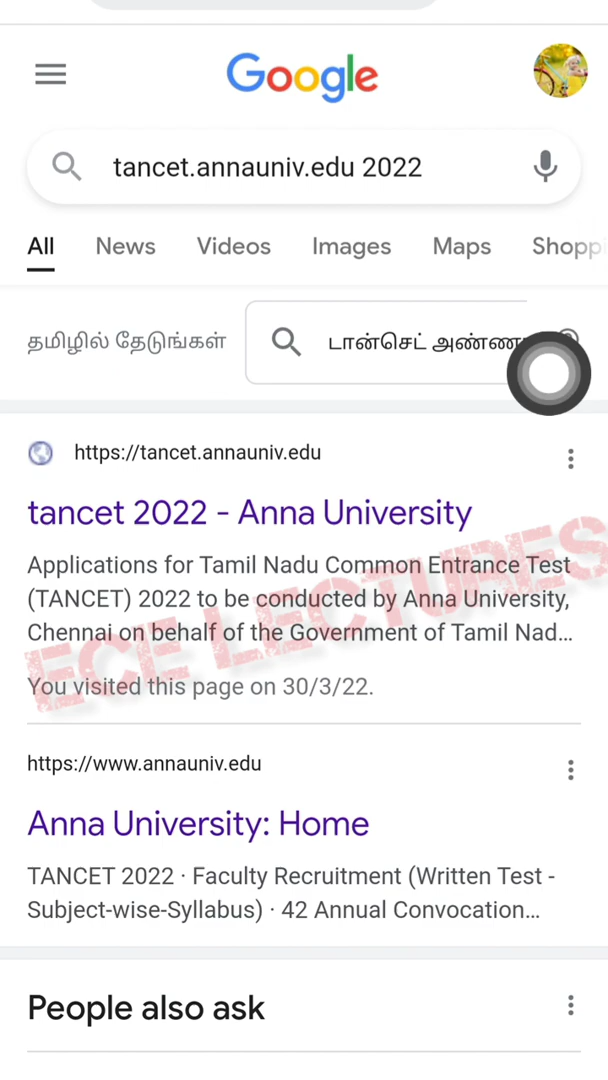 Google
tancet.annauniv.edu 2022
All News Videos Images Maps Shoppi
தமிழில் தேடுங்கள் டான்செட் அண்ணா
https://tancet.annauniv.edu
tancet 2022 - Anna University
Applications for Tamil Nadu Common Entrance Test
(TANCET) 2022 to be conducted by Anna University,
Chennai on behalf of the Government of Tamil Nad...
You visited this page on 30/3/22.
ECE LECTURES
https://www.annauniv.edu
Anna University: Home
TANCET 2022 · Faculty Recruitment (Written Test -
Subject-wise-Syllabus) · 42 Annual Convocation...
People also ask